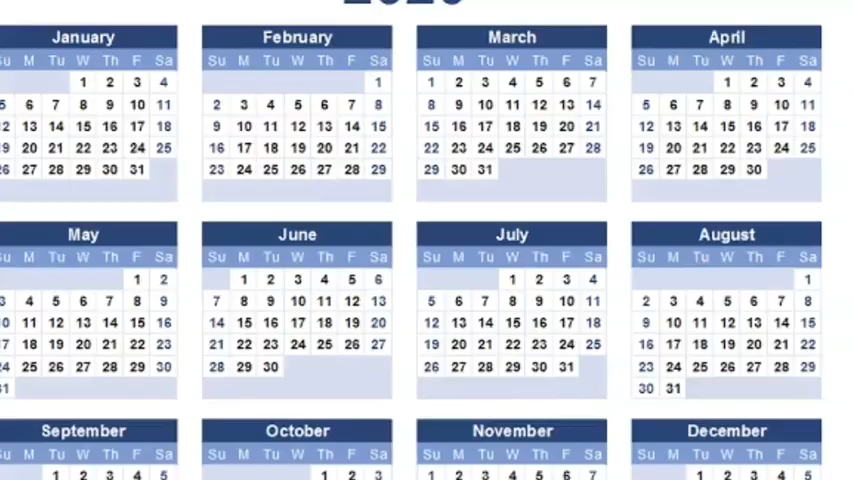 January February March April
Su M Tu W Th F Sa Su M Tu W Th F Sa Su M Tu W Th F Sa
1 2 3 4 1 1 2 3 4 5 6 7 1 2 3 4
6 7 8 9 10 11 2 3 4 5 6 7 8 8 9 10 11 12 13 14 5 6 7 8 9 10 11
13 14 15 16 17 18 9 10 11 12 13 14 15 15 16 17 18 19 20 21 12 13 14 15 16 17 18
20 21 22 23 24 25 16 17 18 19 20 21 22 22 23 24 25 26 27 28 19 20 21 22 23 24 25
27 28 29 30 31 23 24 25 26 27 28 29 29 30 31 26 27 28 29 30
May June July August
M Tu W Th F Sa Su M Tu W Th F Sa Su M Tu W Th F Sa Su M Tu W Th F Sa
1 2 1 2 3 4 5 6 1 2 3 4 1
4 5 6 7 8 9 7 8 9 10 11 12 13 5 6 7 8 9 10 11 2 3 4 5 6 7 8
11 12 13 14 15 16 14 15 16 17 18 19 20 12 13 14 15 16 17 18 9 10 11 12 13 14 15
18 19 20 21 22 23 21 22 23 24 25 26 27 19 20 21 22 23 24 25 16 17 18 19 20 21 22
25 26 27 28 29 30 28 29 30 26 27 28 29 30 31 23 24 25 26 27 28 29
30 31
September October November December
M Tu W Th F Sa Su M Tu W Th F Sa Su M Tu W Th F Sa Su M Tu W Th F Sa
1 2 3 4 5 1 2 3 1 2 3 4 5 6 7 1 2 3 4 5